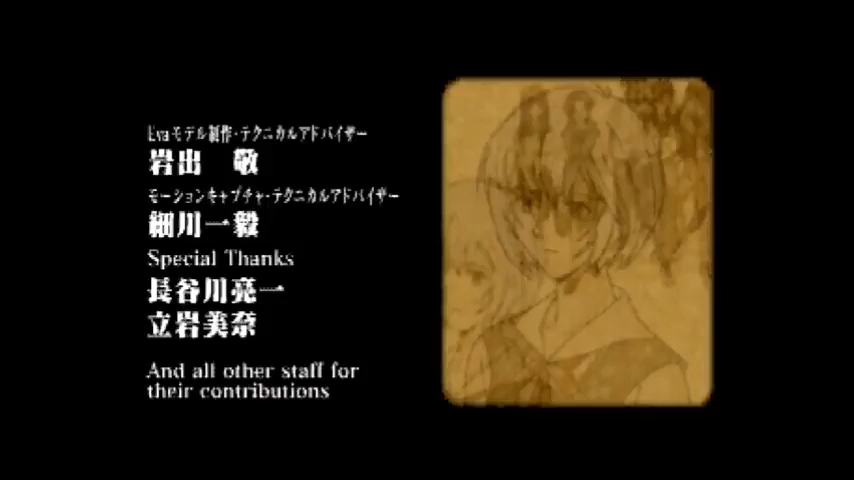 Evaモデル制作・テクニカルアドバイザー
岩出 敬
モーションキャプチャ・テクニカルアドバイザー
細川一毅
Special Thanks
長谷川亮一
立岩美奈
And all other staff for
their contributions